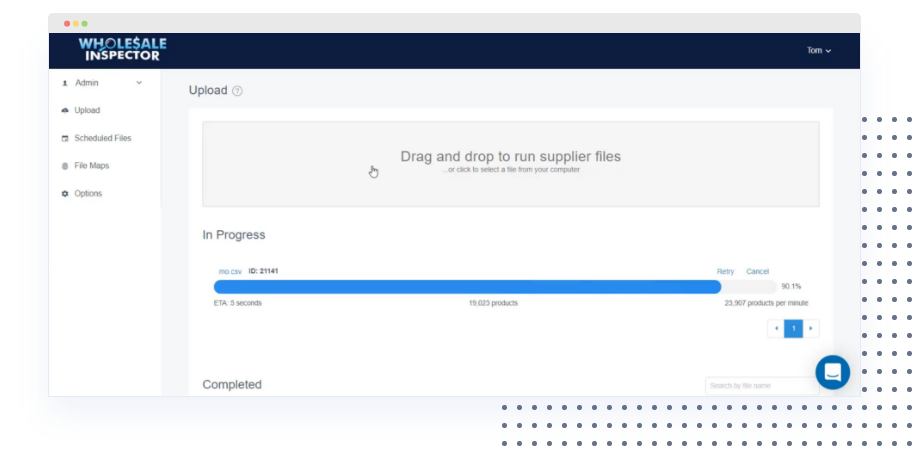 WHOLESALE
INSPECTOR
Tom
Admin
Upload
Scheduled Files
File Maps
Options
Upload ?
Drag and drop to run supplier files
...or click to select a file from your computer
In Progress
mo.csv ID: 21141
Retry Cancel
90.1%
ETA: 5 seconds
19,023 products
23,907 products per minute
1
Completed
Search by file name